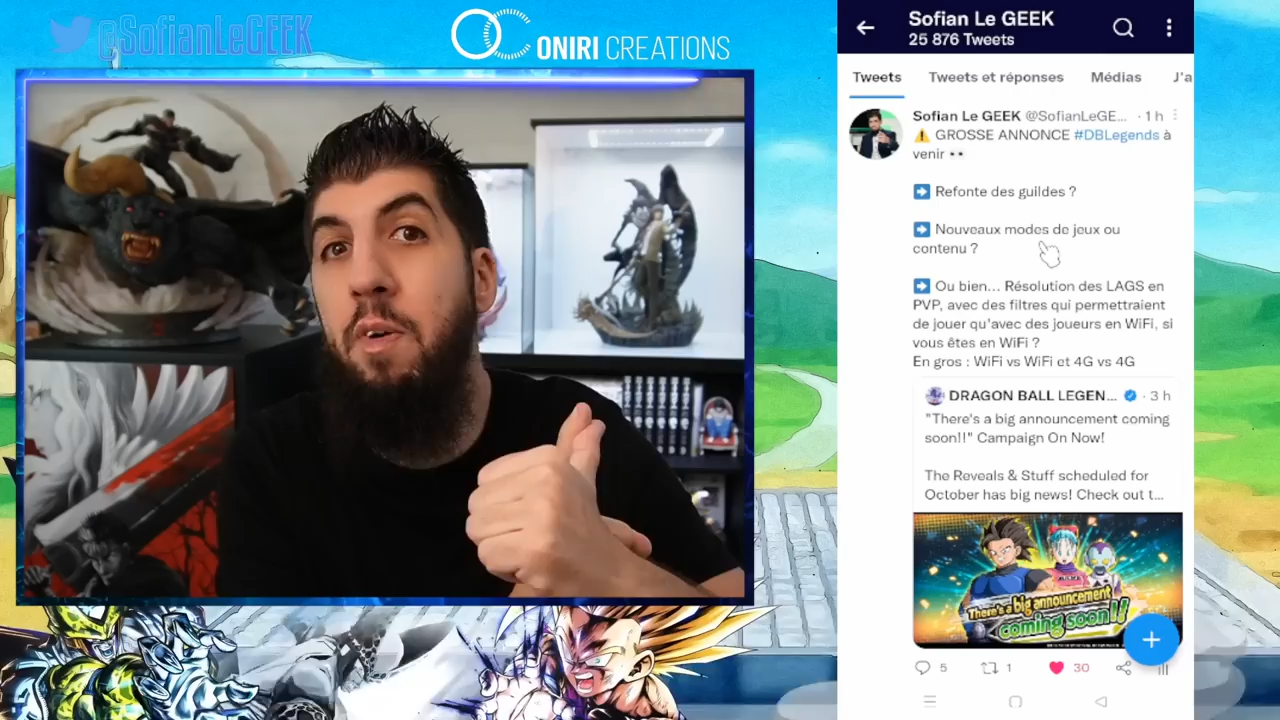 @SofianLeGEEK
ONIRI CREATIONS
Sofian Le GEEK
25 876 Tweets
Tweets Tweets et réponses Médias J'a
Sofian Le GEEK @SofianLeGE... · 1 h
⚠ GROSSE ANNONCE #DBLegends à
venir 👀
➡ Refonte des guildes ?
➡ Nouveaux modes de jeux ou
contenu ?
➡ Ou bien... Résolution des LAGS en
PVP, avec des filtres qui permettraient
de jouer qu'avec des joueurs en WiFi, si
vous êtes en WiFi ?
En gros : WiFi vs WiFi et 4G vs 4G
DRAGON BALL LEGEN... · 3 h
"There's a big announcement coming
soon!!" Campaign On Now!
The Reveals & Stuff scheduled for
October has big news! Check out t...
There's a big announcement
coming soon!!
5 1 30